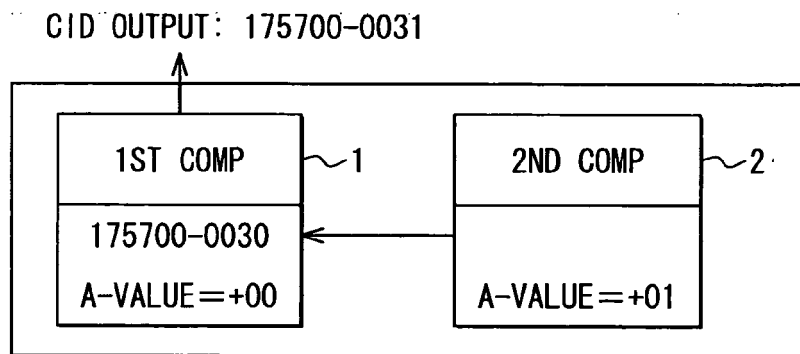 CID OUTPUT: 175700-0031
1ST COMP
1
2ND COMP
2
175700-0030
A-VALUE=+00
A-VALUE=+01